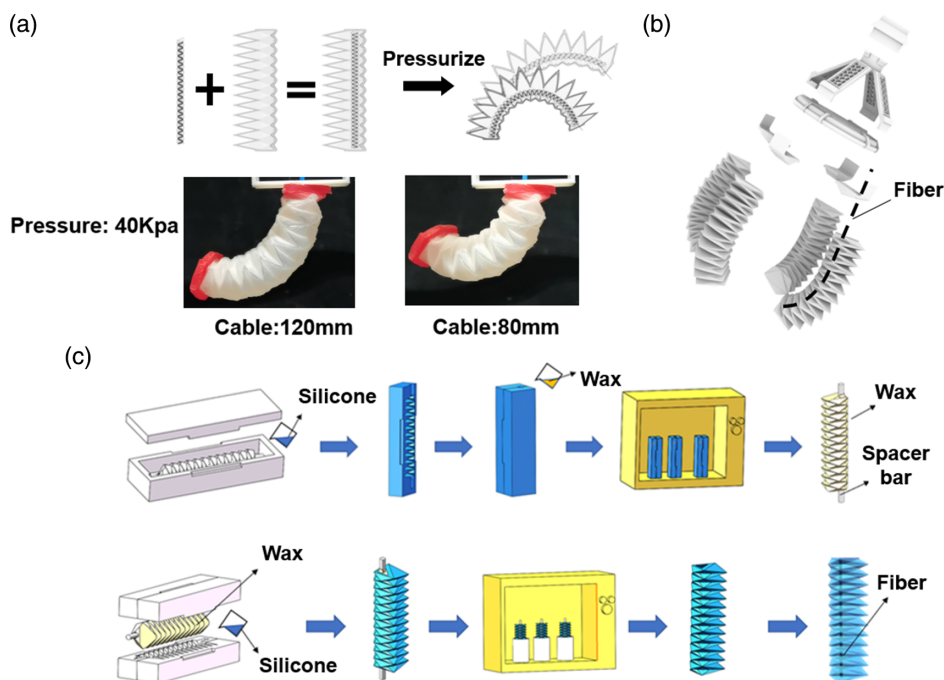 (a)
Pressurize
Pressure: 40Kpa
Cable:120mm
Cable:80mm
(b)
Fiber
(c)
Silicone
Wax
Wax
Spacer
bar
Wax
Silicone
Fiber